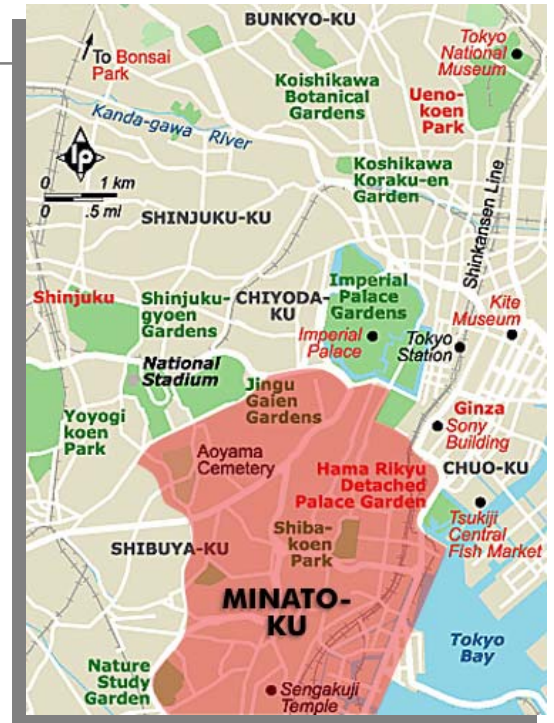 BUNKYO-KU
Tokyo
National
Museum
To Bonsai
Park
Koishikawa
Botanical
Gardens
Ueno-
koen
Park
Kanda-gawa River
lp
Koshikawa
Koraku-en
Garden
0 1 km
0 .5 mi
Shinkansen Line
SHINJUKU-KU
Shinjuku
Shinjuku-
gyoen
Gardens
CHIYODA-
KU
Imperial
Palace
Gardens
Imperial
Palace
Kite
Museum
Tokyo
Station
National
Stadium
Jingu
Gaien
Gardens
Yoyogi
koen
Park
Ginza
Sony
Building
Aoyama
Cemetery
Hama Rikyu
Detached
Palace Garden
CHUO-KU
Tsukiji
Central
Fish Market
Shiba-
koen
Park
SHIBUYA-KU
MINATO-
KU
Tokyo
Bay
Nature
Study
Garden
Sengakuji
Temple